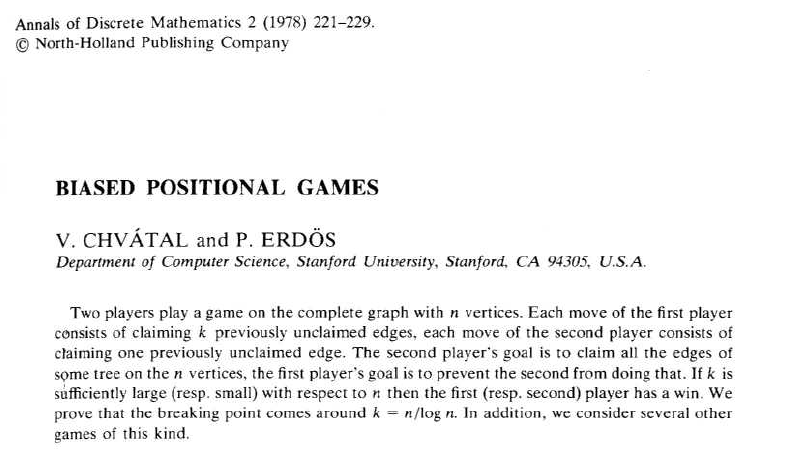 Annals of Discrete Mathematics 2 (1978) 221–229.
© North-Holland Publishing Company
BIASED POSITIONAL GAMES
V. CHVÁTAL and P. ERDÖS
Department of Computer Science, Stanford University, Stanford, CA 94305, U.S.A.
Two players play a game on the complete graph with n vertices. Each move of the first player
consists of claiming k previously unclaimed edges, each move of the second player consists of
claiming one previously unclaimed edge. The second player's goal is to claim all the edges of
some tree on the n vertices, the first player's goal is to prevent the second from doing that. If k is
sufficiently large (resp. small) with respect to n then the first (resp. second) player has a win. We
prove that the breaking point comes around k = n/log n. In addition, we consider several other
games of this kind.